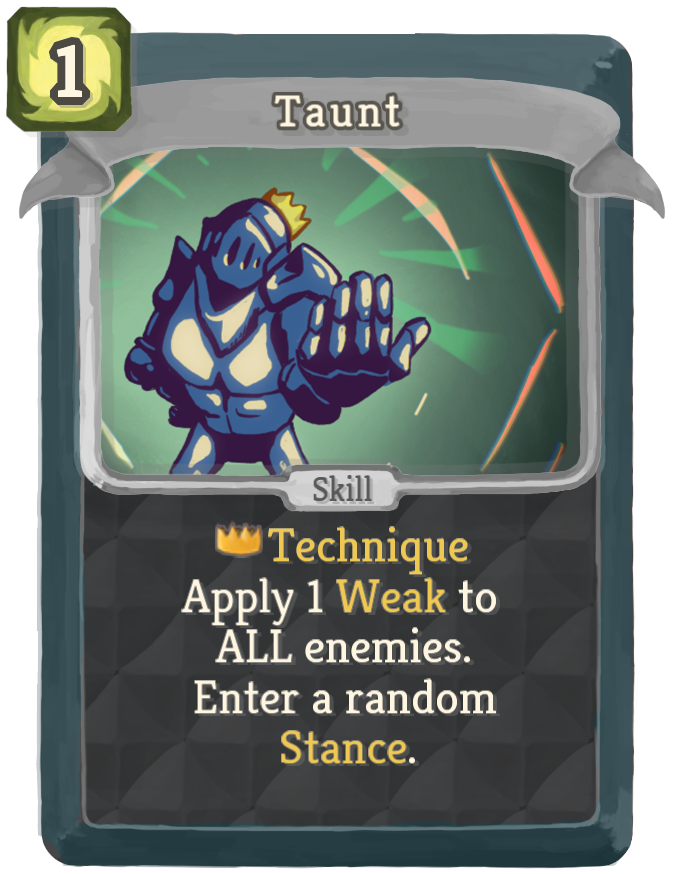 1
Taunt
Skill
Technique
Apply 1 Weak to
ALL enemies.
Enter a random
Stance.